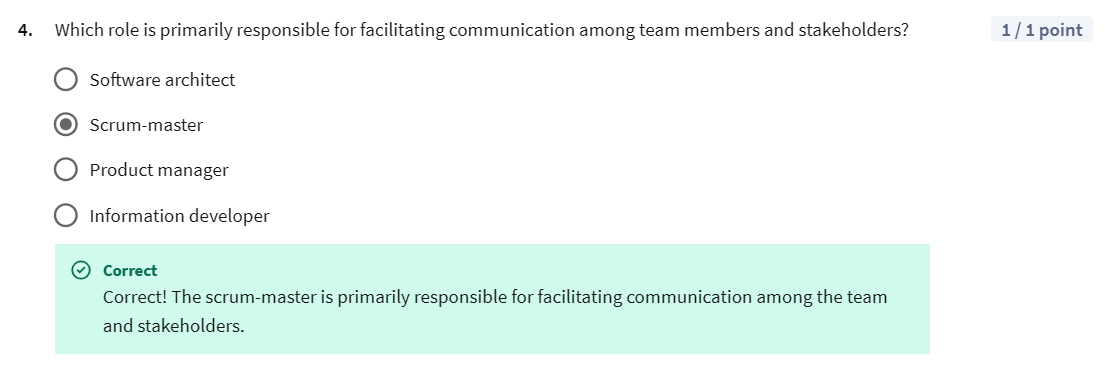 4. Which role is primarily responsible for facilitating communication among team members and stakeholders? 1 / 1 point
Software architect
Scrum-master
Product manager
Information developer
Correct
Correct! The scrum-master is primarily responsible for facilitating communication among the team
and stakeholders.